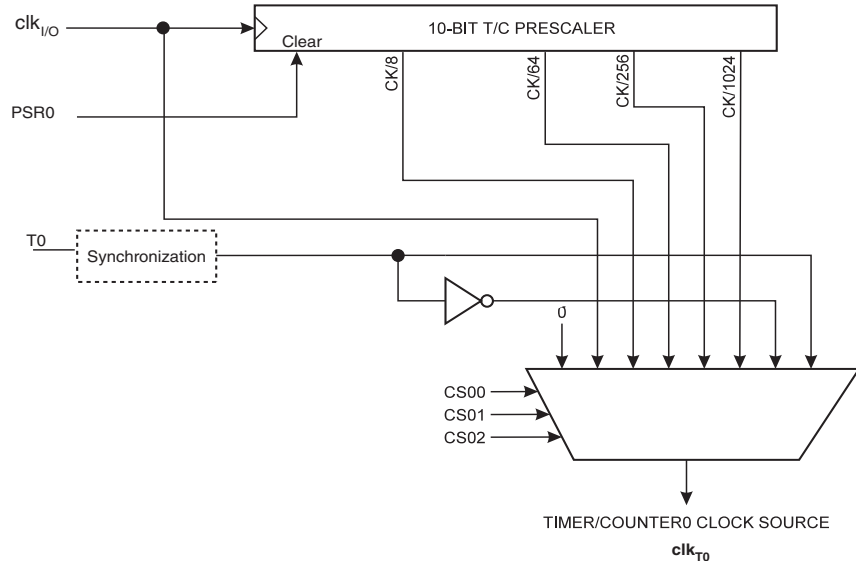 clkI/O
10-BIT T/C PRESCALER
Clear
CK/8
CK/64
CK/256
CK/1024
PSR0
T0
Synchronization
0
CS00
CS01
CS02
TIMER/COUNTER0 CLOCK SOURCE
clkT0